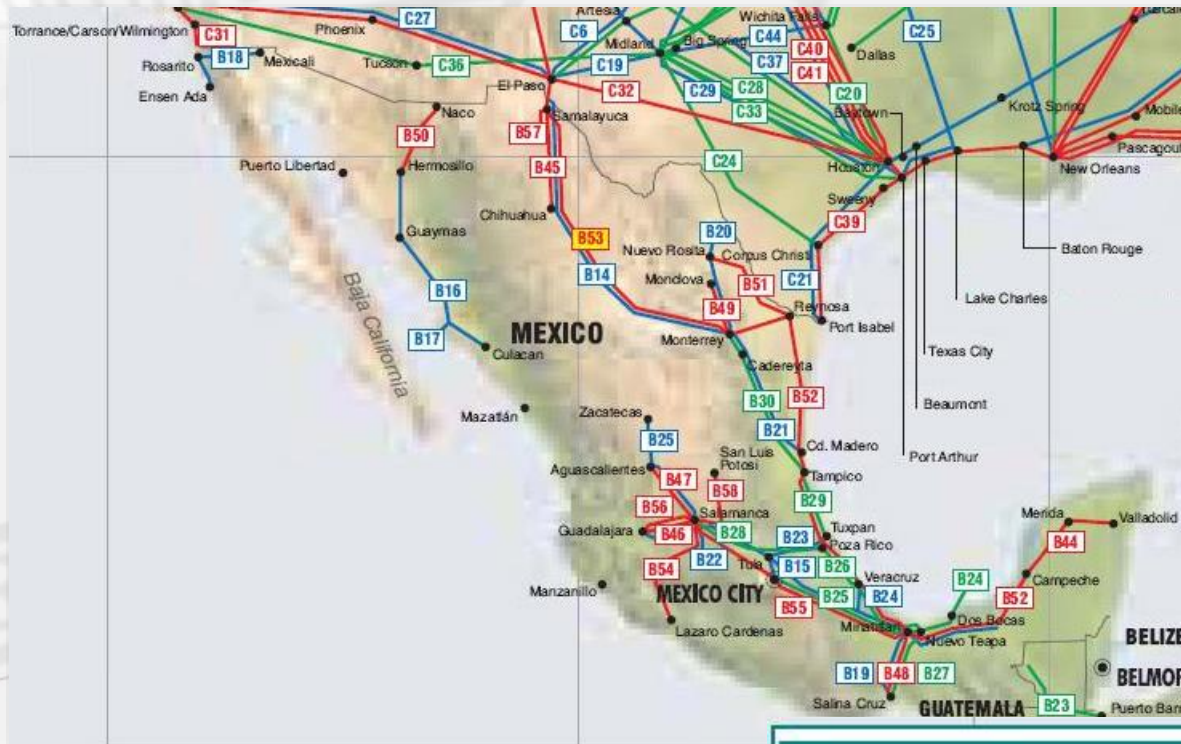 Artesia
Wichita Falls
C27
Torrance/Carson/Wilmington
C31
Phoenix
C6
C44
C40
C25
Midland
Big Spring
B18
Mexicali
Rosarito
Tucson
C36
C19
C37
C41
Dallas
Ensen Ada
El Paso
C32
C29
C28
C20
Krotz Spring
Naco
B57
Samalayuca
C33
Baytown
Mobile
B50
Pascagoul
Puerto Libertad
Hermosillo
B45
C24
Houston
New Orleans
Sweeny
Chihuahua
C39
Guaymas
B53
B20
Nuevo Rosita
Corcus Christ
Baton Rouge
B14
Monclova
B51
C21
Baja California
B16
B49
Reynosa
Lake Charles
B17
MEXICO
Monterrey
Port Isabel
Culacan
Texas City
Cadereyta
B30
B52
Mazatlán
Zacatecas
Beaumont
B21
B25
San Luis
Potosi
Cd. Madero
Port Arthur
Aguascalientes
B47
B58
Tampico
B56
B29
Salamanca
Merida
Valladolid
Guadalajara
B46
B28
B23
Tuxpan
Poza Rico
B44
B22
Tula
B15
B54
B26
Veracruz
B24
Campeche
Manzanillo
MEXICO CITY
B25
B24
B52
B55
Lazaro Cardenas
Minatitlan
Dos Bocas
Nuevo Teapa
BELIZE
B19
B48
B27
BELMOP
Salina Cruz
GUATEMALA
B23
Puerto Barr